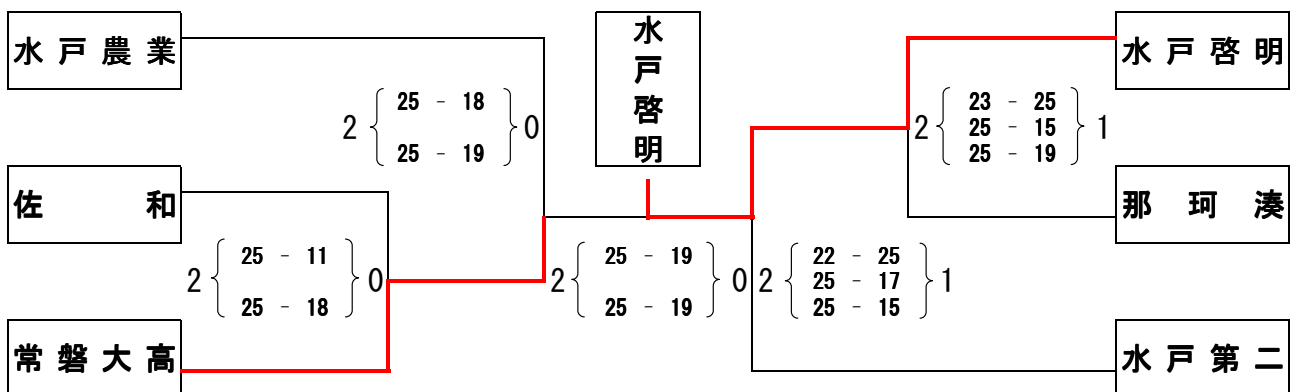 水戸農業
佐和
常磐大高
2 25 - 18 0
25 - 19
2 25 - 11 0
25 - 18
水戸啓明
2 25 - 19 0
25 - 19
2 23 - 25 1
25 - 15
25 - 19
2 22 - 25 1
25 - 17
25 - 15
水戸啓明
那珂湊
水戸第二